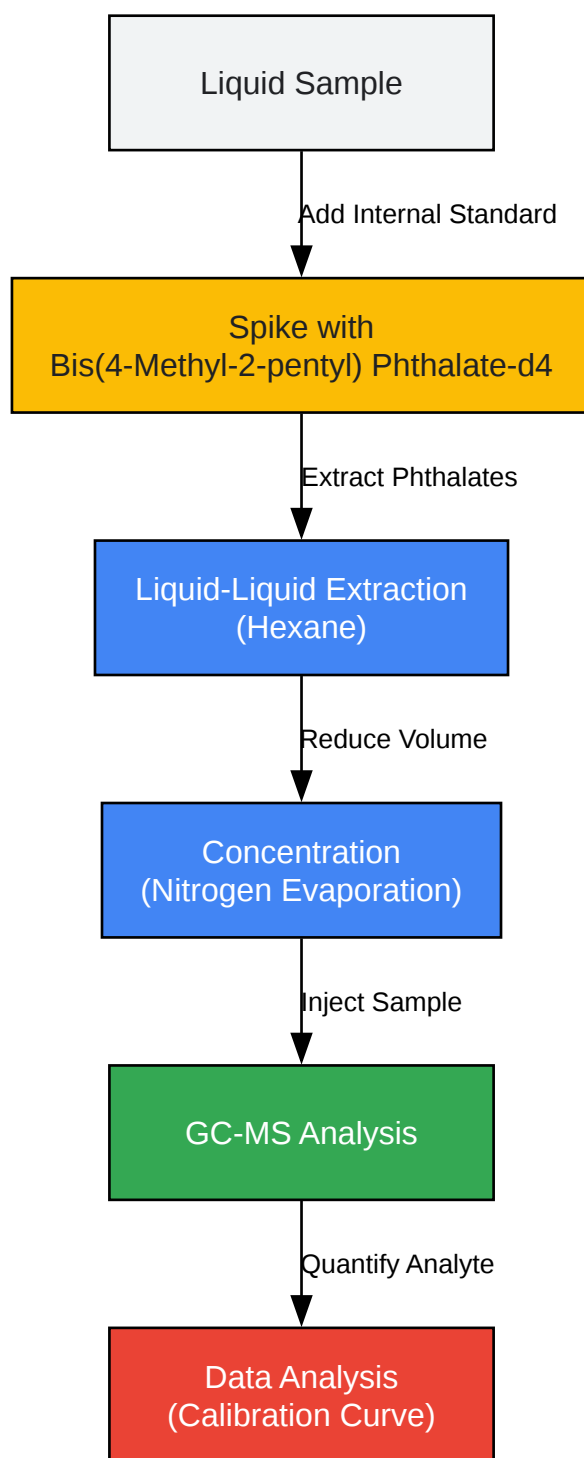 Liquid Sample
Add Internal Standard
Spike with
Bis(4-Methyl-2-pentyl) Phthalate-d4
Extract Phthalates
Liquid-Liquid Extraction
(Hexane)
Reduce Volume
Concentration
(Nitrogen Evaporation)
Inject Sample
GC-MS Analysis
Quantify Analyte
Data Analysis
(Calibration Curve)